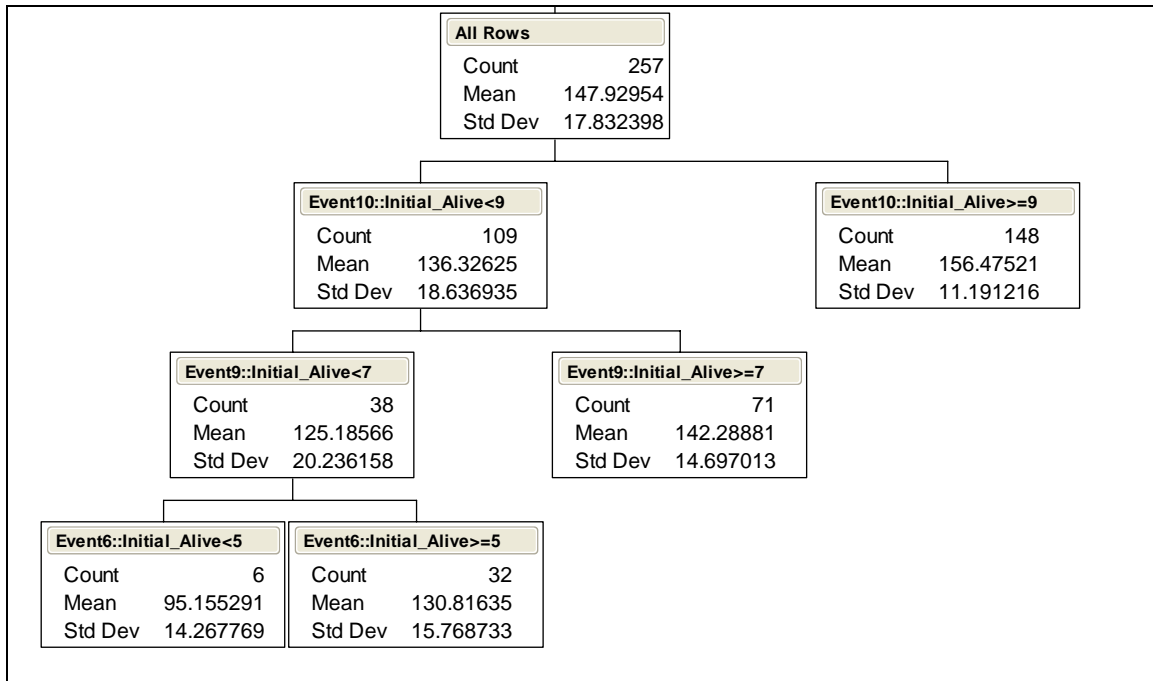 All Rows
Count 257
Mean 147.92954
Std Dev 17.832398
Event10::Initial_Alive<9
Count 109
Mean 136.32625
Std Dev 18.636935
Event10::Initial_Alive>=9
Count 148
Mean 156.47521
Std Dev 11.191216
Event9::Initial_Alive<7
Count 38
Mean 125.18566
Std Dev 20.236158
Event9::Initial_Alive>=7
Count 71
Mean 142.28881
Std Dev 14.697013
Event6::Initial_Alive<5
Count 6
Mean 95.155291
Std Dev 14.267769
Event6::Initial_Alive>=5
Count 32
Mean 130.81635
Std Dev 15.768733